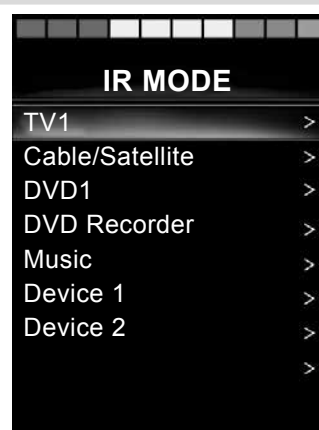 IR MODE
TV1 >
Cable/Satellite >
DVD1 >
DVD Recorder >
Music >
Device 1 >
Device 2 >
>